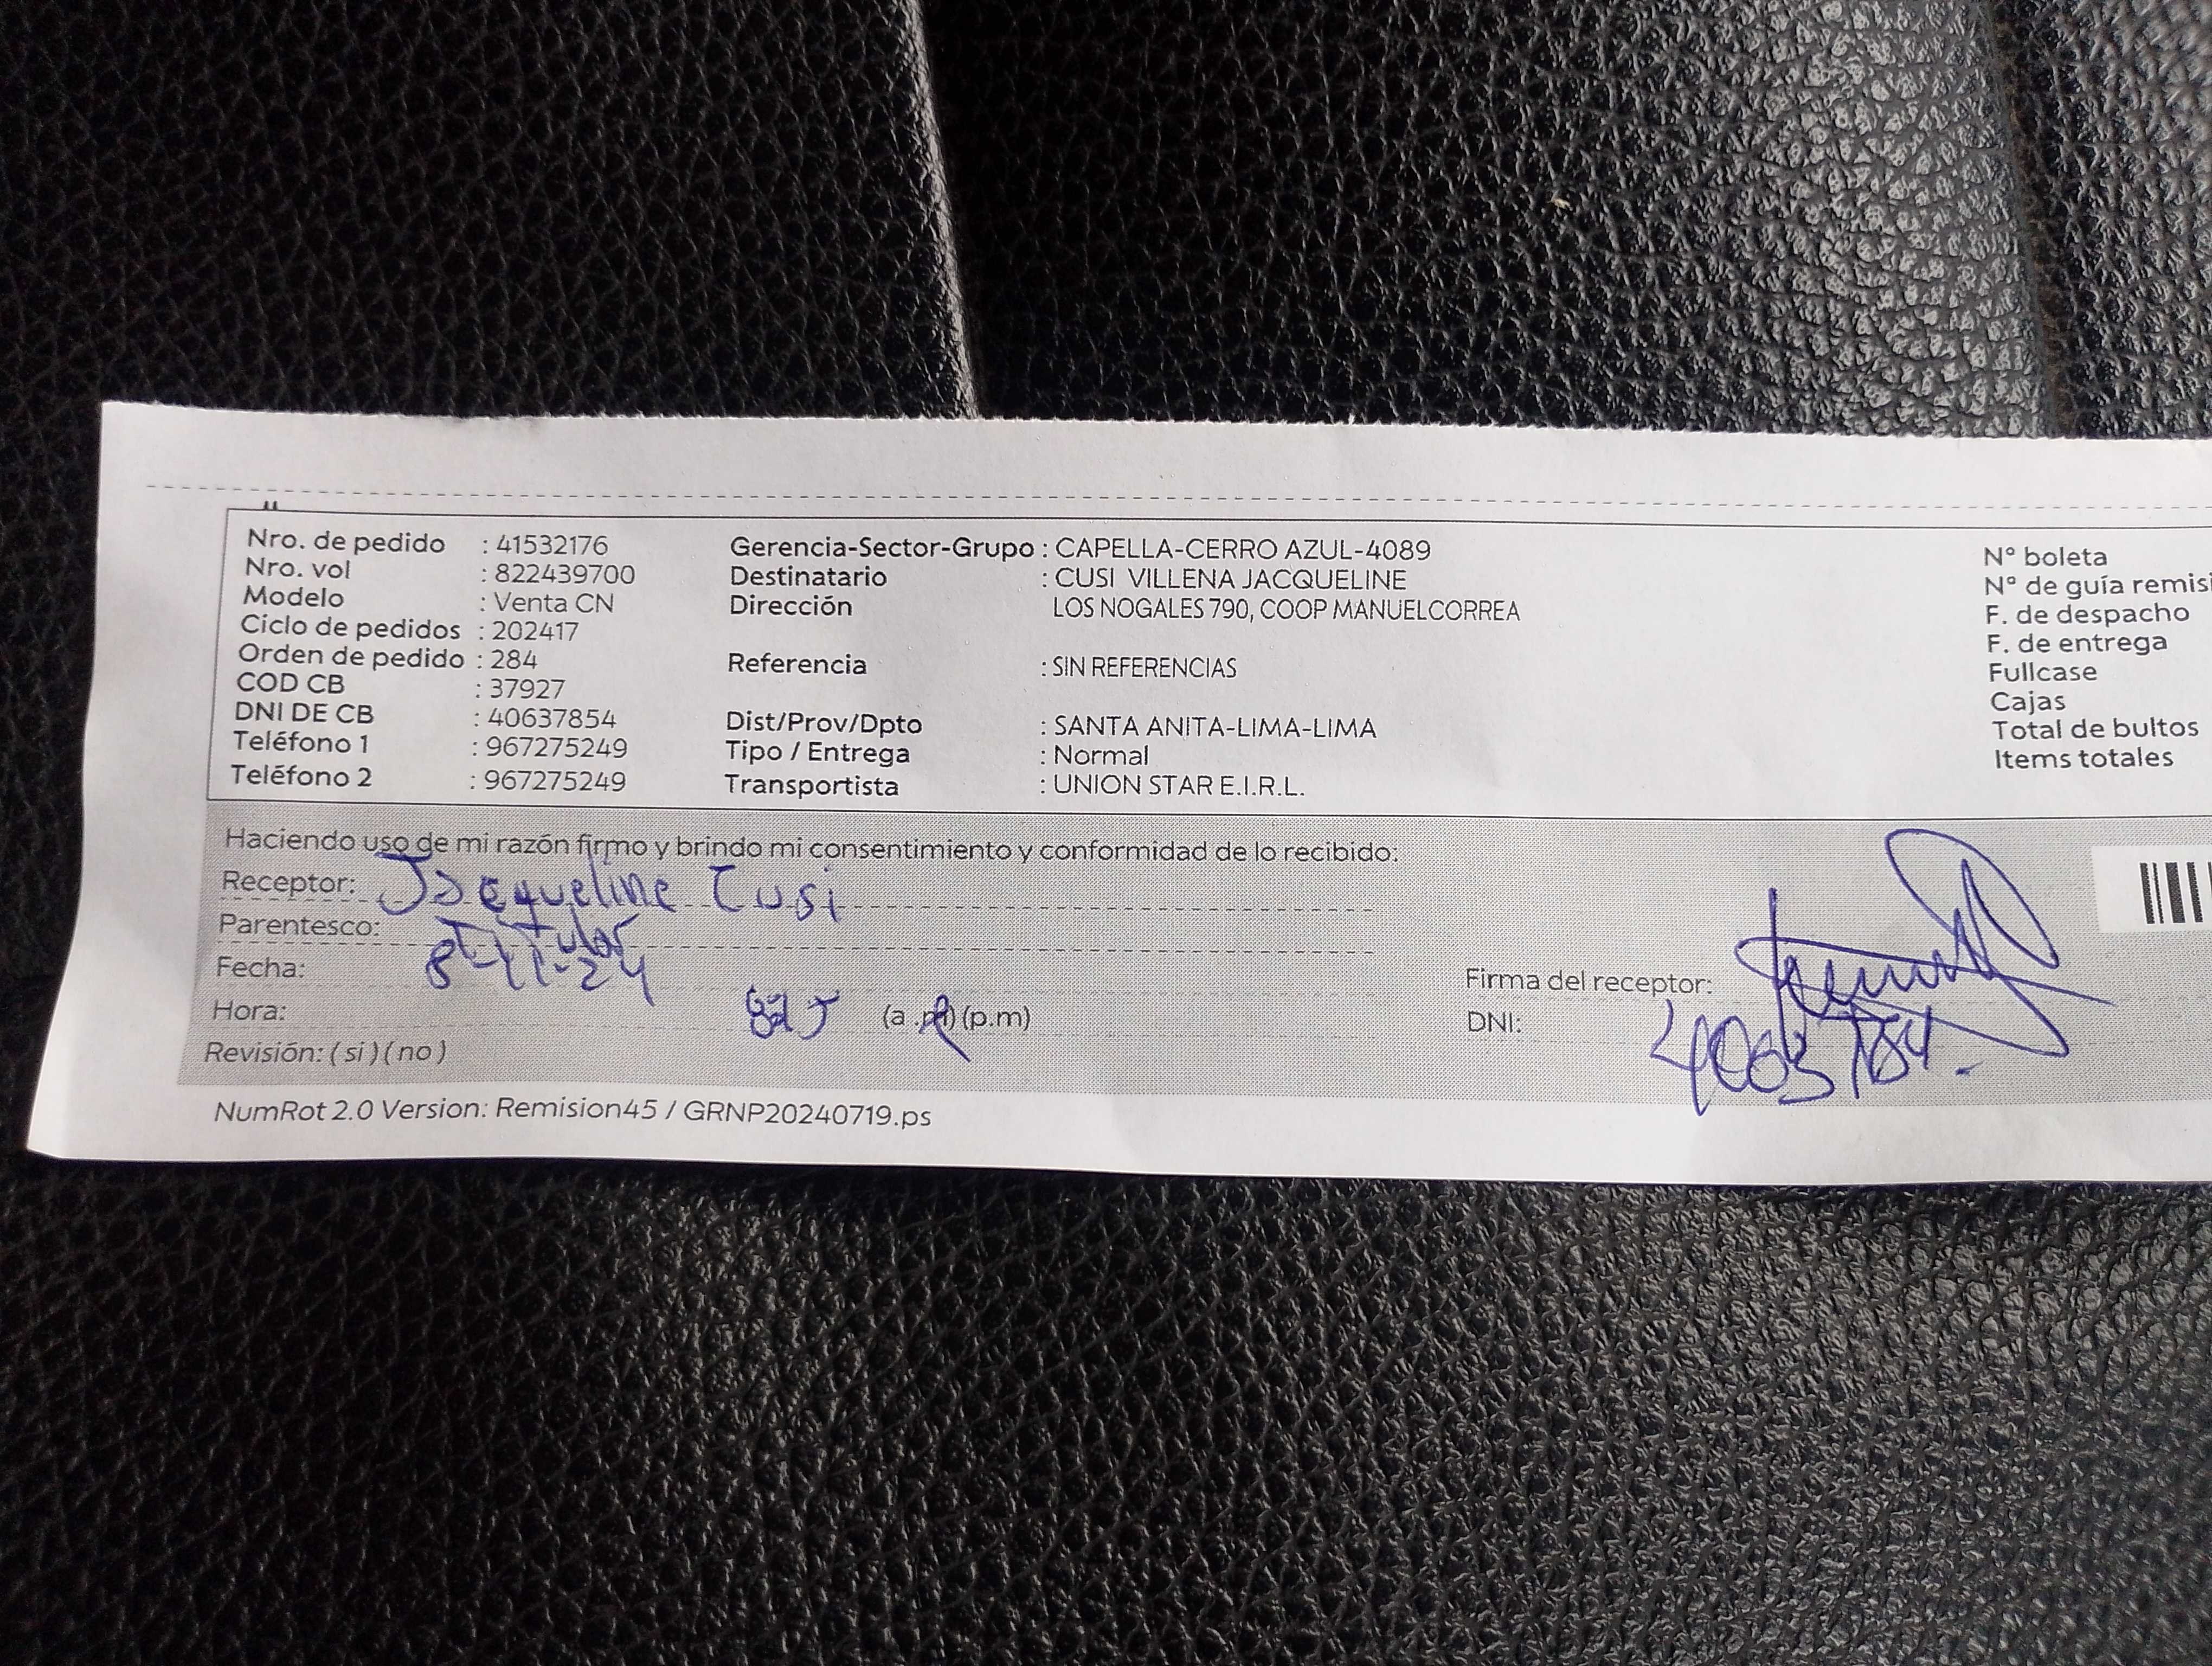 Nro. de pedido : 41532176 Gerencia-Sector-Grupo : CAPELLA-CERRO AZUL-4089 N° boleta
Nro. vol : 822439700 Destinatario : CUSI VILLENA JACQUELINE N° de guía remisi
Modelo : Venta CN Dirección LOS NOGALES 790, COOP MANUELCORREA F. de despacho
Ciclo de pedidos : 202417 F. de entrega
Orden de pedido : 284 Referencia : SIN REFERENCIAS Fullcase
COD CB : 37927 Cajas
DNI DE CB : 40637854 Dist/Prov/Dpto : SANTA ANITA-LIMA-LIMA Total de bultos
Teléfono 1 : 967275249 Tipo / Entrega : Normal Items totales
Teléfono 2 : 967275249 Transportista : UNION STAR E.I.R.L.
Haciendo uso de mi razón firmo y brindo mi consentimiento y conformidad de lo recibido:
Receptor: Jacqueline Cusi
Parentesco: Titular
Fecha: 8-11-24 Firma del receptor:
Hora: (a.m) (p.m) DNI:
Revisión: ( si ) ( no )
NumRot 2.0 Version: Remision45 / GRNP20240719.ps